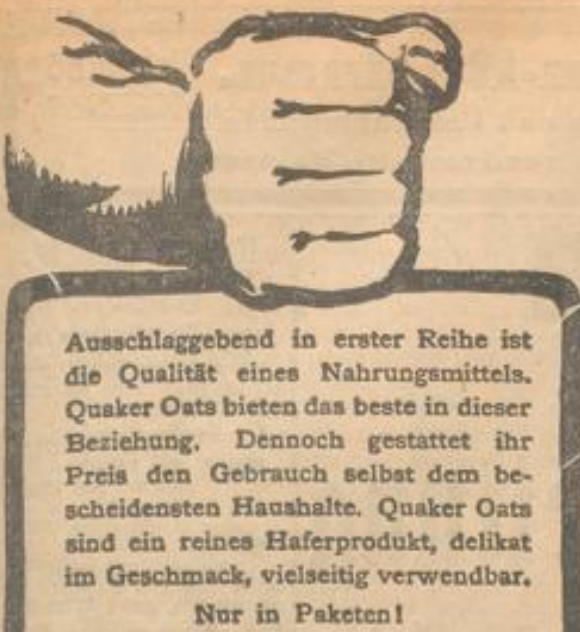 Ausschlaggebend in erster Reihe ist
die Qualität eines Nahrungsmittels.
Quaker Oats bieten das beste in dieser
Beziehung. Dennoch gestattet ihr
Preis den Gebrauch selbst dem be-
scheidensten Haushalte. Quaker Oats
sind ein reines Haferprodukt, delikat
im Geschmack, vielseitig verwendbar.
Nur in Paketen!